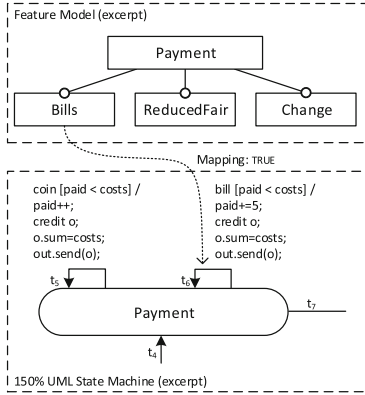 Feature Model (excerpt)
Payment
Bills
ReducedFair
Change
Mapping: TRUE
coin [paid < costs] /
paid++;
credit o;
o.sum=costs;
out.send(o);
bill [paid < costs] /
paid+=5;
credit o;
o.sum=costs;
out.send(o);
t5
t6
Payment
t7
t4
150% UML State Machine (excerpt)